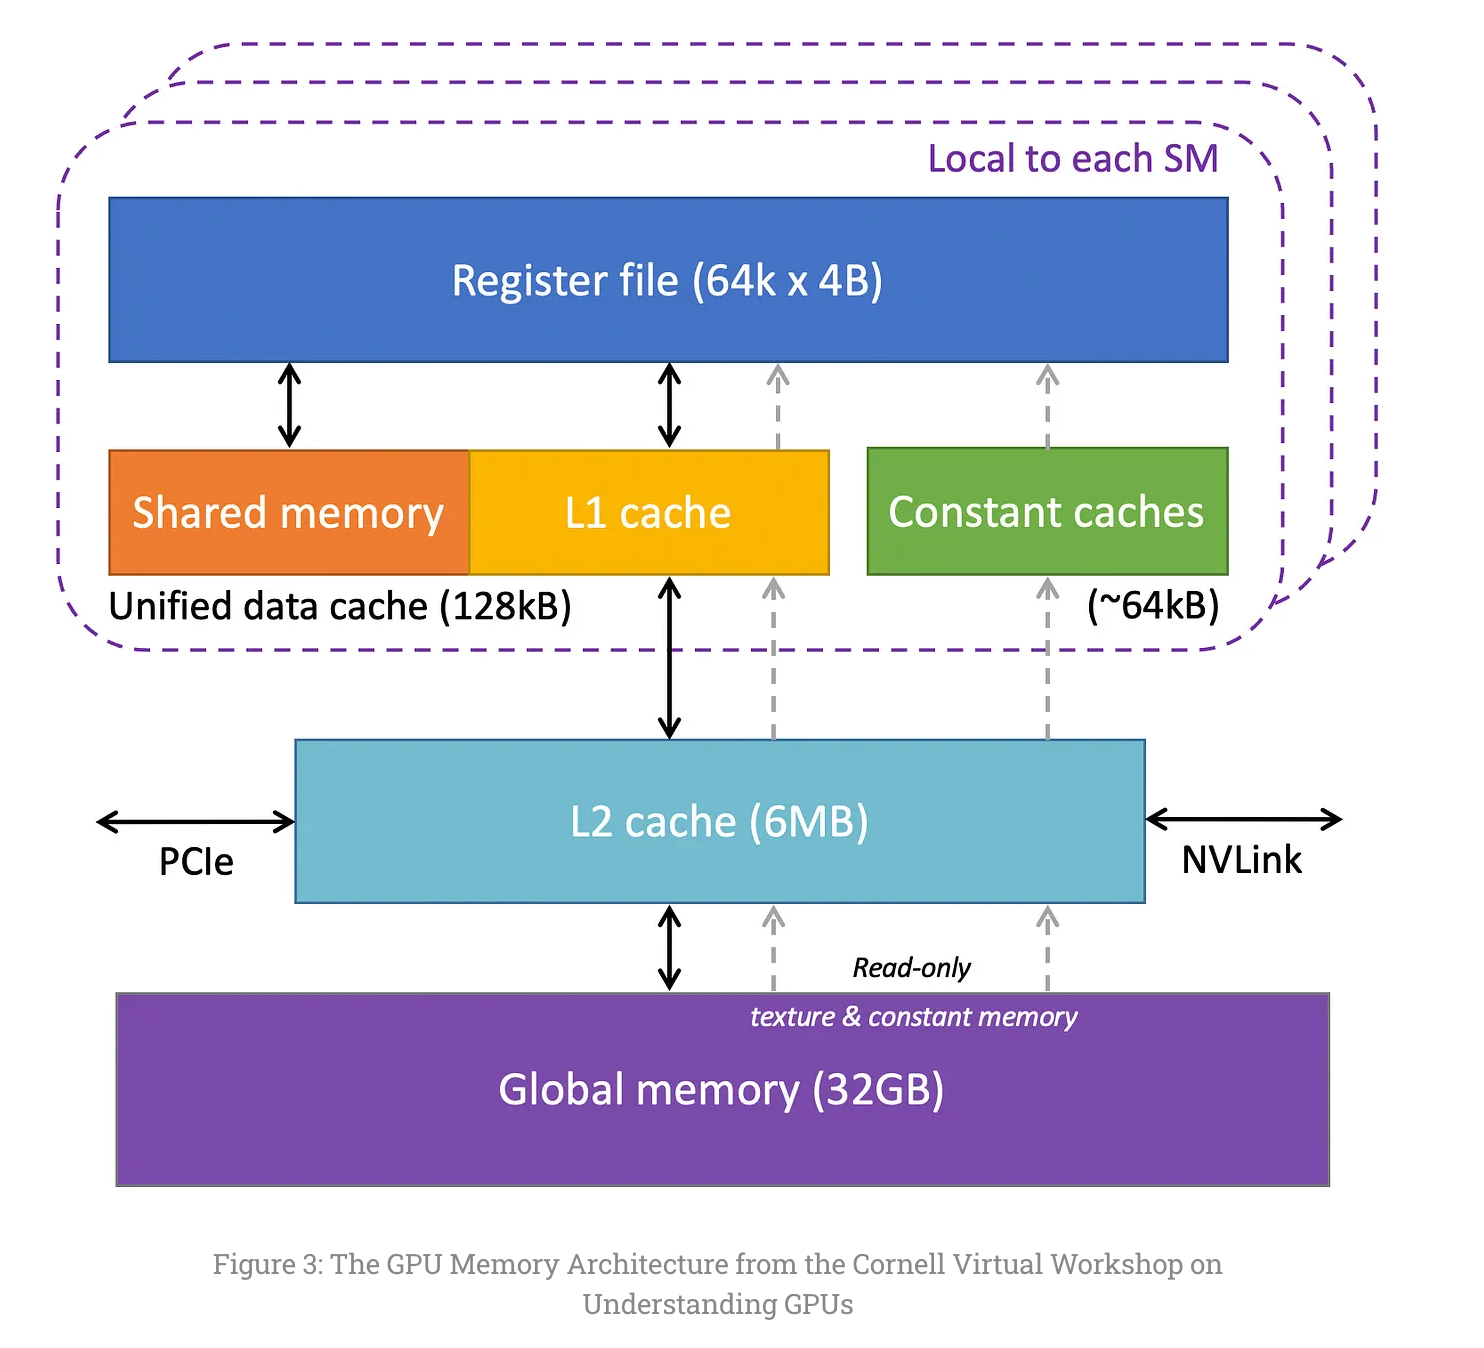 Local to each SM
Register file (64k x 4B)
Shared memory
L1 cache
Constant caches
Unified data cache (128kB)
(~64kB)
L2 cache (6MB)
PCIe
NVLink
Read-only
texture & constant memory
Global memory (32GB)
Figure 3: The GPU Memory Architecture from the Cornell Virtual Workshop on
Understanding GPUs